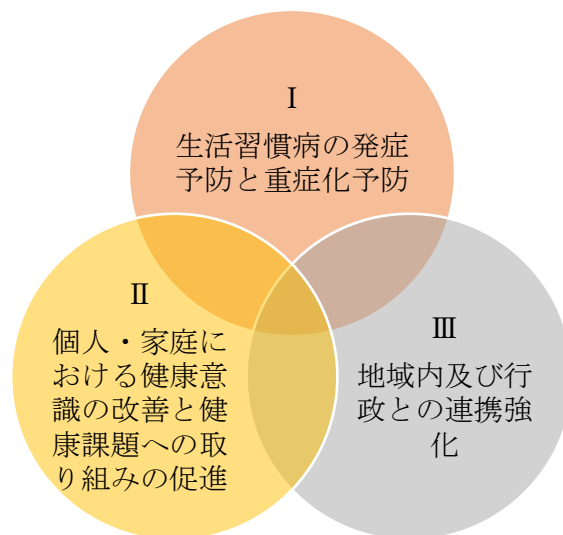 Ⅰ
生活習慣病の発症
予防と重症化予防
Ⅱ
個人・家庭に
おける健康意
識の改善と健
康課題への取
り組みの促進
Ⅲ
地域内及び行
政との連携強
化